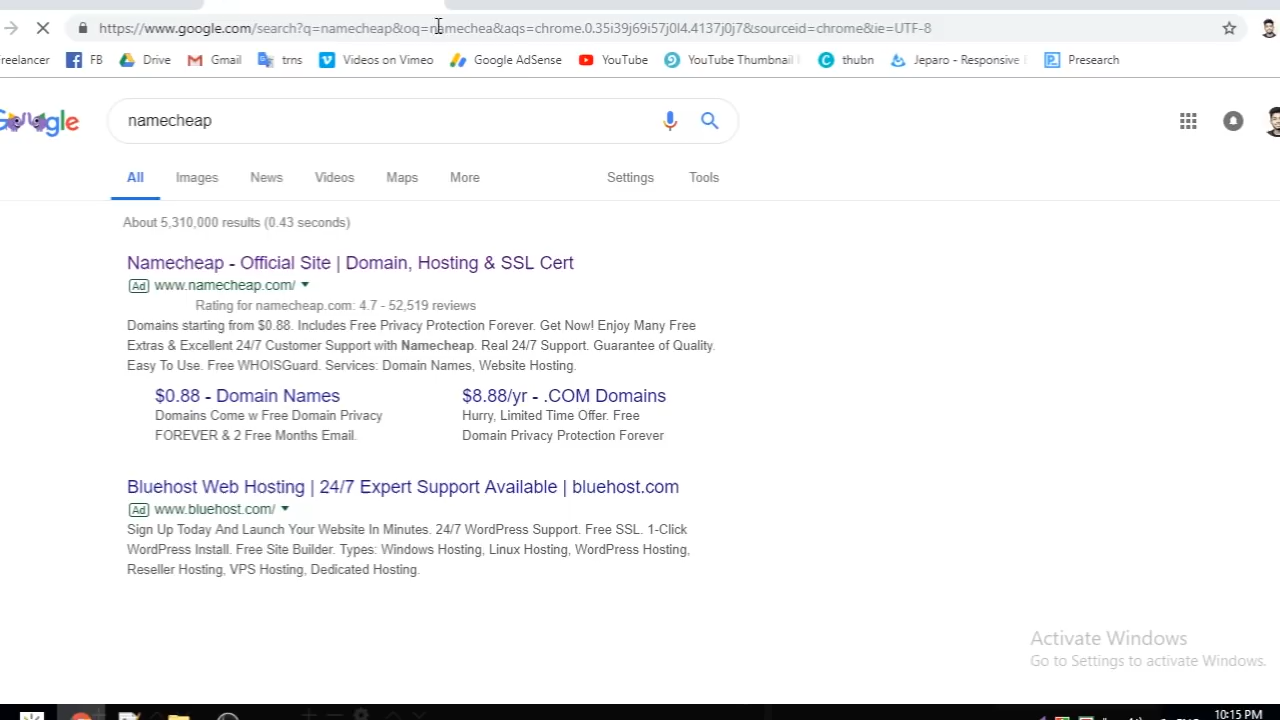 https://www.google.com/search?q=namecheap&oq=namechea&aqs=chrome.0.35i39j69i57j0l4.4137j0j7&sourceid=chrome&ie=UTF-8
reelancer FB Drive Gmail trns Videos on Vimeo Google AdSense YouTube YouTube Thumbnail thubn Jeparo - Responsive Presearch
Google
namecheap
All Images News Videos Maps More Settings Tools
About 5,310,000 results (0.43 seconds)
Namecheap - Official Site | Domain, Hosting & SSL Cert
Ad www.namecheap.com/
Rating for namecheap.com: 4.7 - 52,519 reviews
Domains starting from $0.88. Includes Free Privacy Protection Forever. Get Now! Enjoy Many Free
Extras & Excellent 24/7 Customer Support with Namecheap. Real 24/7 Support. Guarantee of Quality.
Easy To Use. Free WHOISGuard. Services: Domain Names, Website Hosting.
$0.88 - Domain Names
Domains Come w Free Domain Privacy
FOREVER & 2 Free Months Email.
$8.88/yr - .COM Domains
Hurry, Limited Time Offer. Free
Domain Privacy Protection Forever
Bluehost Web Hosting | 24/7 Expert Support Available | bluehost.com
Ad www.bluehost.com/
Sign Up Today And Launch Your Website In Minutes. 24/7 WordPress Support. Free SSL. 1-Click
WordPress Install. Free Site Builder. Types: Windows Hosting, Linux Hosting, WordPress Hosting,
Reseller Hosting, VPS Hosting, Dedicated Hosting.
Activate Windows
Go to Settings to activate Windows.
10:15 PM